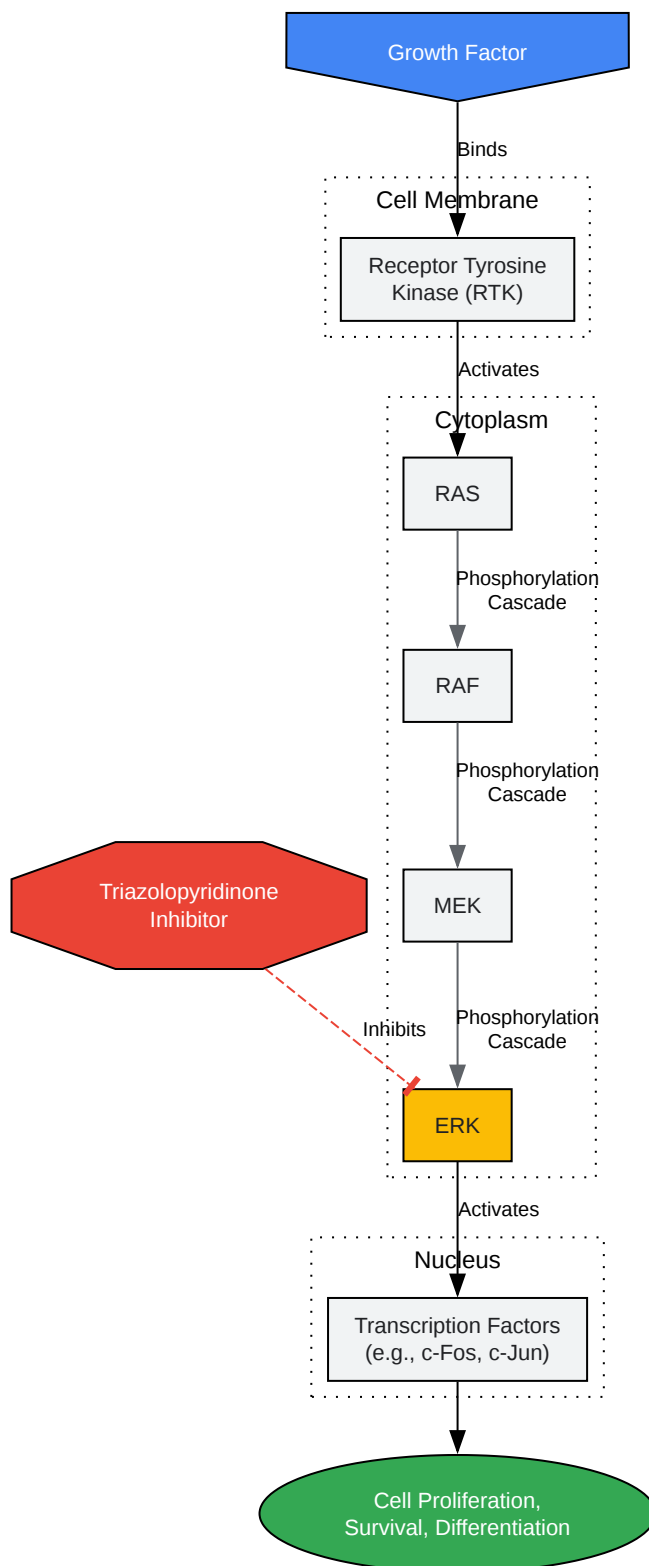 Growth Factor
Binds
Cell Membrane
Receptor Tyrosine
Kinase (RTK)
Activates
Cytoplasm
RAS
Phosphorylation
Cascade
RAF
Phosphorylation
Cascade
Triazolopyridinone
Inhibitor
MEK
Inhibits
Phosphorylation
Cascade
ERK
Activates
Nucleus
Transcription Factors
(e.g., c-Fos, c-Jun)
Cell Proliferation,
Survival, Differentiation